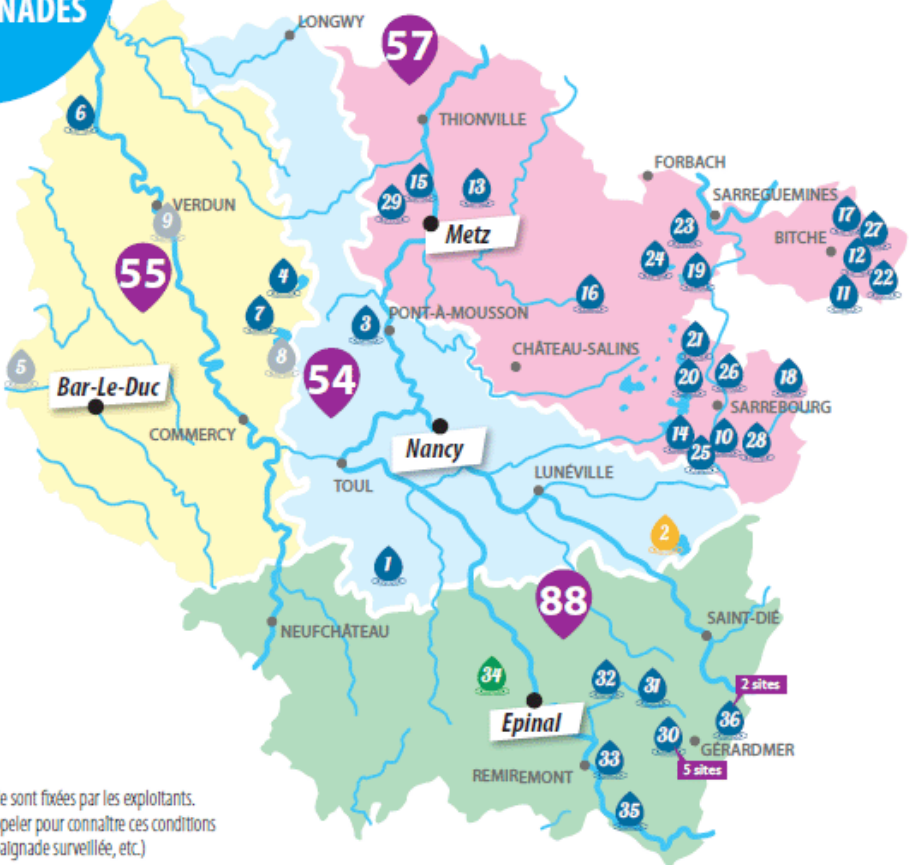 NADES
LONGWY
57
THIONVILLE
6
FORBACH
15
13
SARREGUEMINES
29
VERDUN
9
17
27
23
BITCHE
Metz
12
24
19
22
55
4
16
11
7
3
PONT-À-MOUSSON
21
8
CHÂTEAU-SALINS
5
54
20
26
18
Bar-Le-Duc
SARREBOURG
COMMERCY
14
10
28
Nancy
25
TOUL
LUNÉVILLE
2
1
88
SAINT-DIÉ
NEUFCHÂTEAU
34
32
31
2 sites
36
Epinal
30
GÉRARDMER
33
5 sites
REMIREMONT
35
e sont fixées par les exploitants.
peler pour connaître ces conditions
aignade surveillée, etc.)